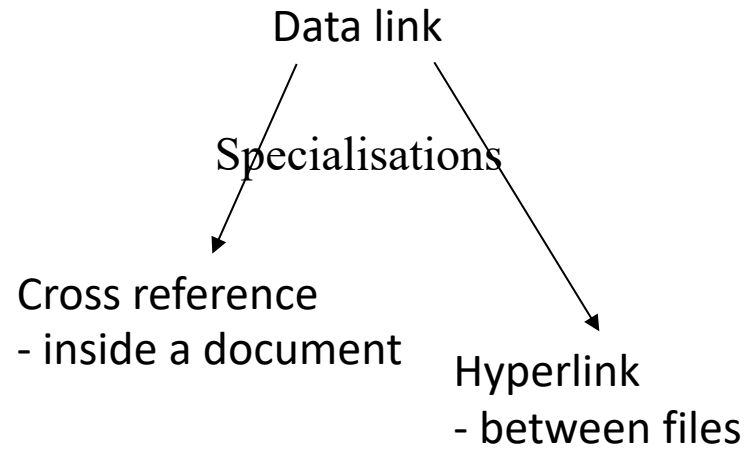 Data link
Specialisations
Cross reference
- inside a document
Hyperlink
- between files